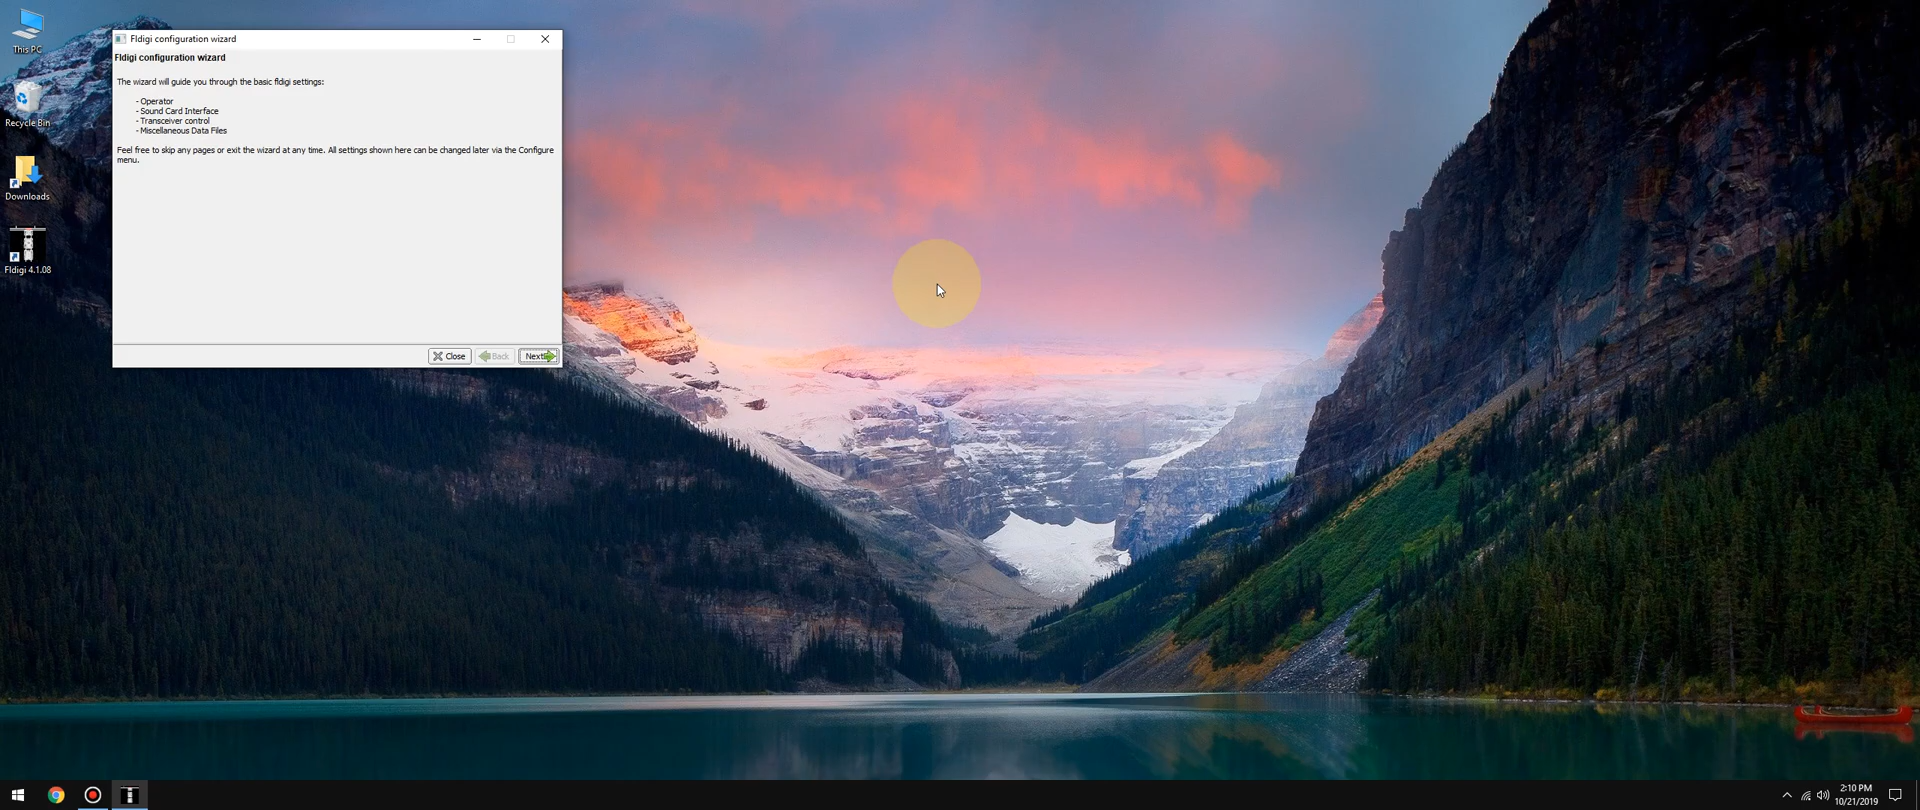 This PC
Recycle Bin
Downloads
Fldigi 4.1.08
Fldigi configuration wizard
Fldigi configuration wizard
The wizard will guide you through the basic fldigi settings:
- Operator
- Sound Card Interface
- Transceiver control
- Miscellaneous Data Files
Feel free to skip any pages or exit the wizard at any time. All settings shown here can be changed later via the Configure
menu.
Close Back Next
2:10 PM
10/21/2019